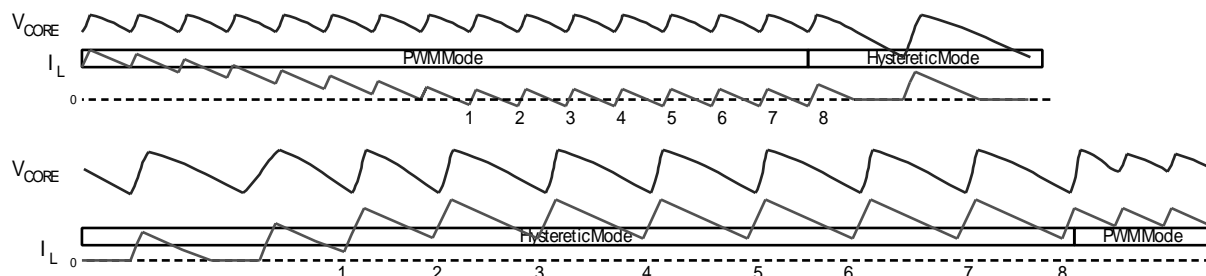 VCORE
PWMMode HystereticMode
IL
0
1 2 3 4 5 6 7 8
VCORE
HystereticMode PWMMode
IL 0
1 2 3 4 5 6 7 8